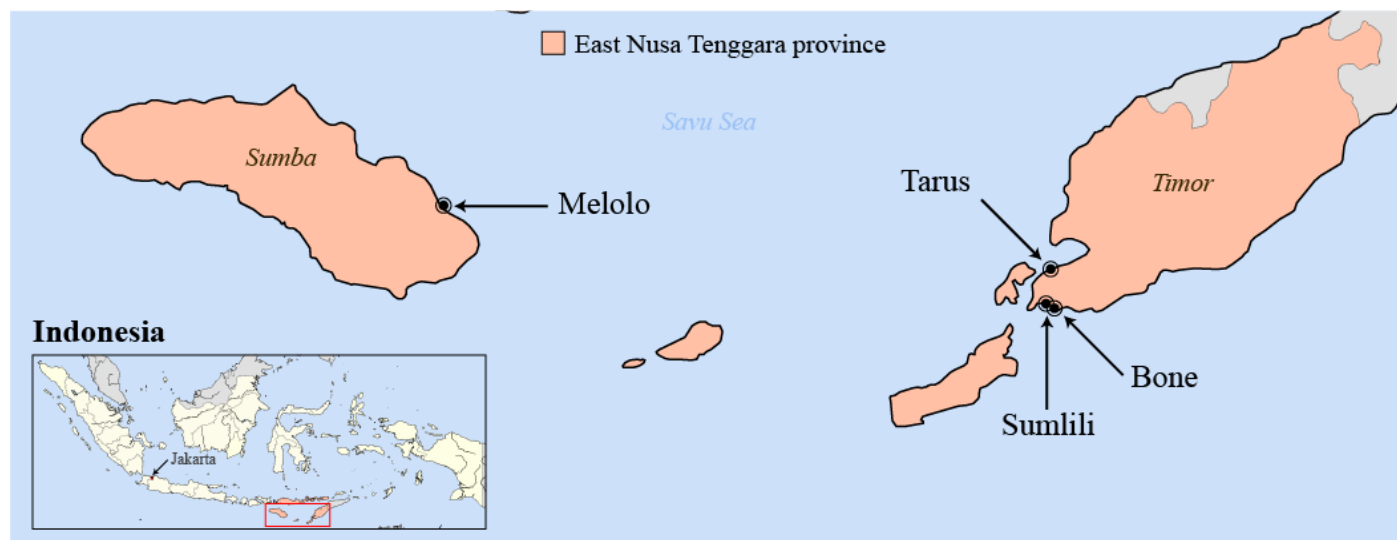 East Nusa Tenggara province
Savu Sea
Sumba
Tarus
Timor
Melolo
Indonesia
Bone
Sumlili
Jakarta